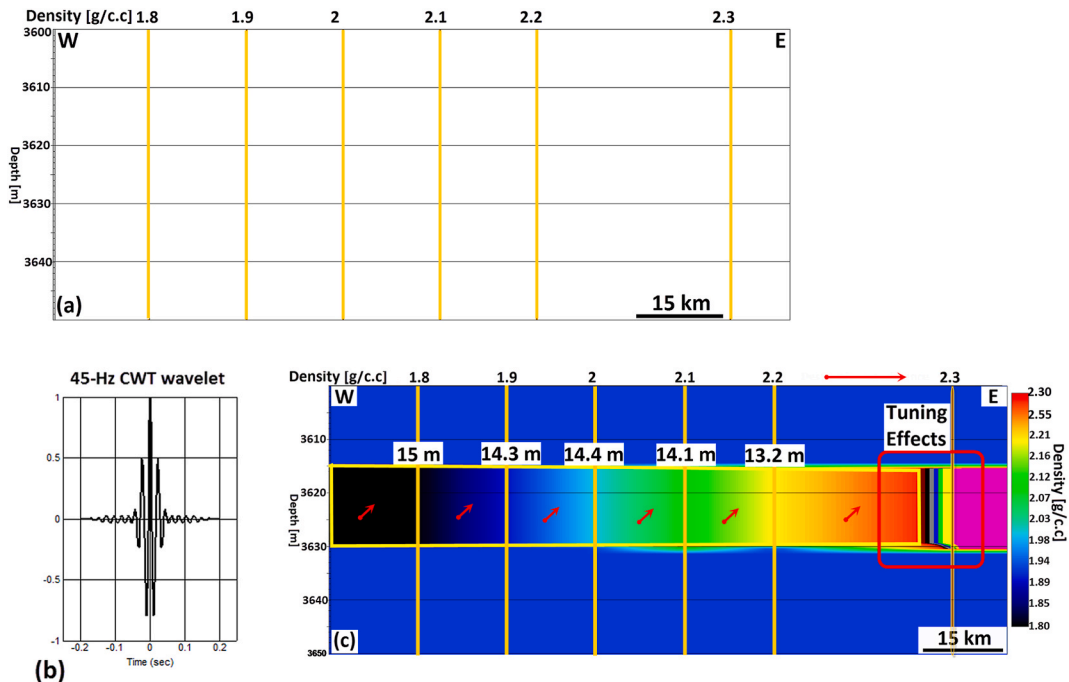 Density [g/c.c] 1.8 1.9 2 2.1 2.2 2.3
3600
W E
3610
3620
Depth [m]
3630
3640
(a) 15 km
45-Hz CWT wavelet
1
0.5
0
-0.5
-1
-0.2 -0.1 0 0.1 0.2
Time (sec)
(b)
Density [g/c.c] 1.8 1.9 2 2.1 2.2 2.3
W E
Tuning
Effects
3610
15 m 14.3 m 14.4 m 14.1 m 13.2 m
3620
Depth [m]
3630
3640
3650
(c) 15 km
2.30
2.55
2.21
2.16
2.12
2.07
2.03
1.98
1.94
1.89
1.85
1.80
Density [g/c.c]